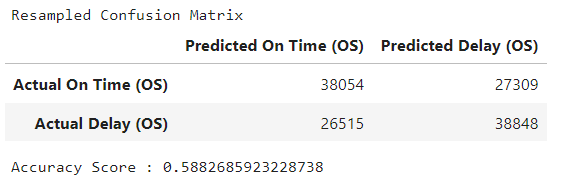 Resampled Confusion Matrix
Predicted On Time (OS) Predicted Delay (OS)
Actual On Time (OS) 38054 27309
Actual Delay (OS) 26515 38848
Accuracy Score : 0.5882685923228738